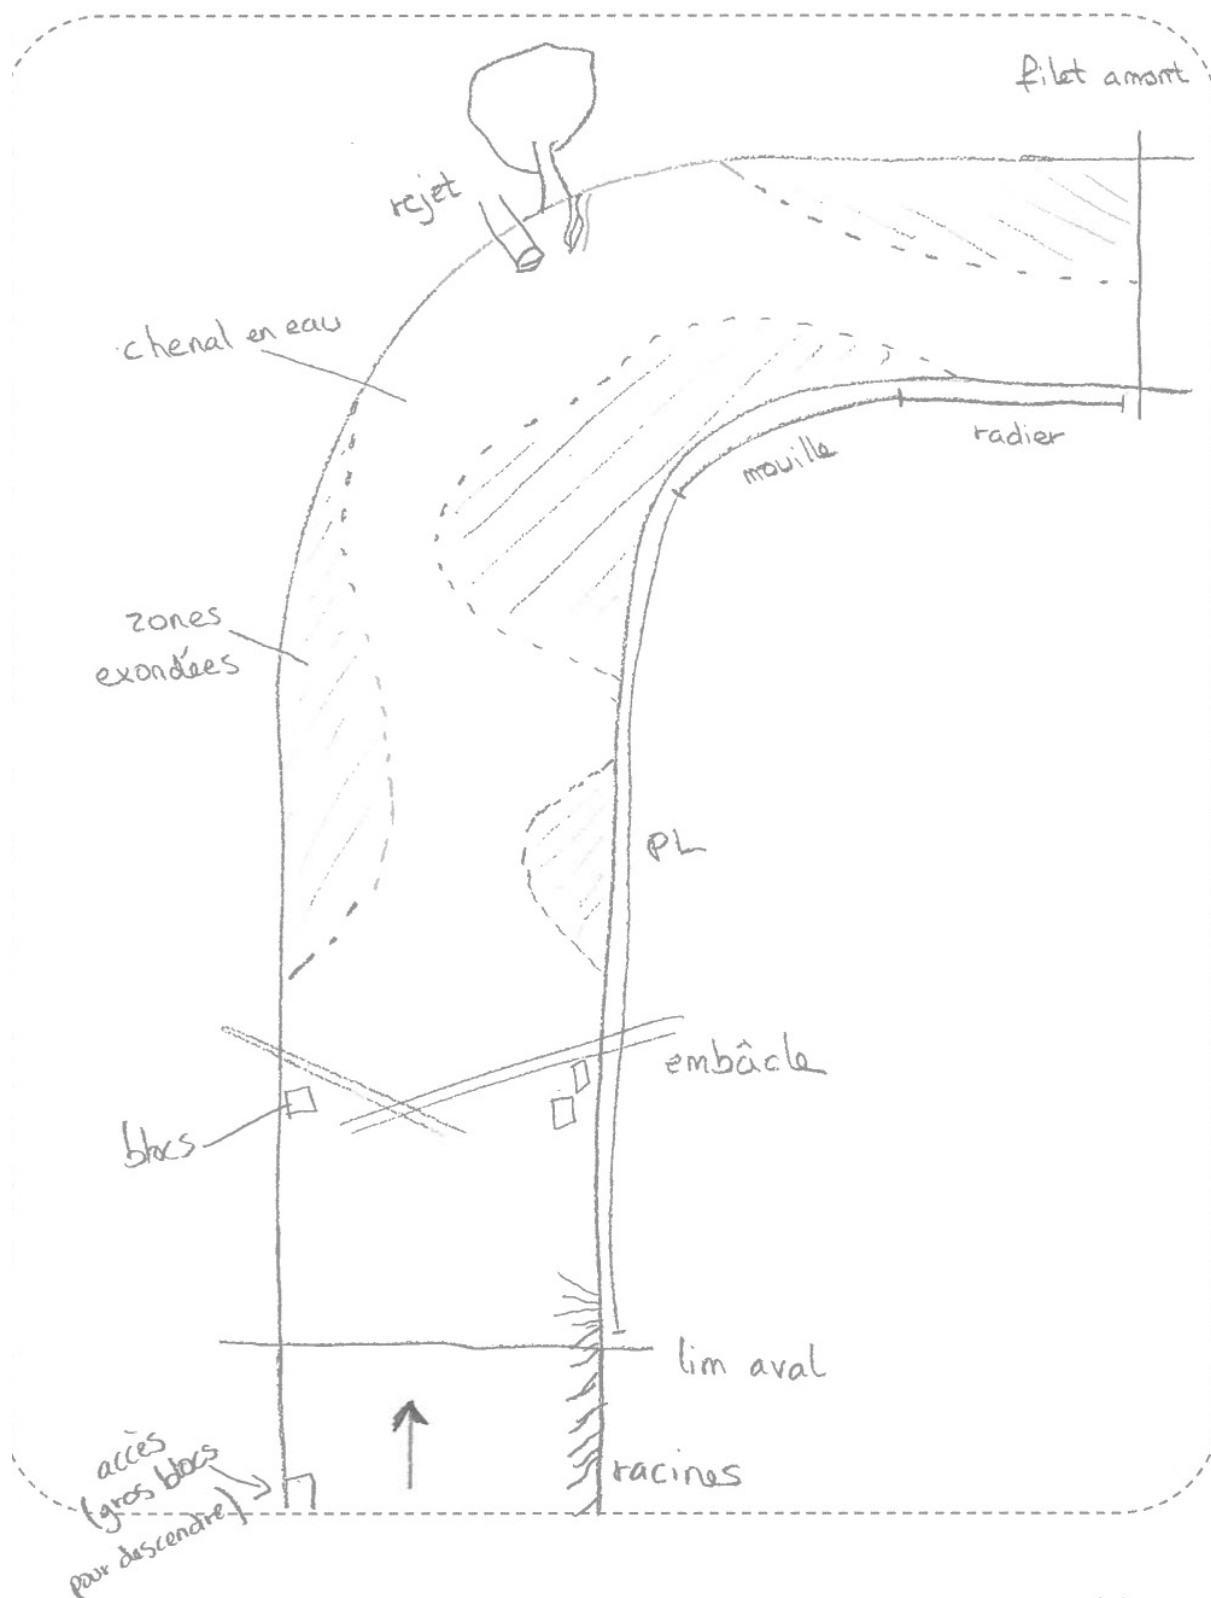 filet amont
rejet
chenal en eau
radier
mouille
zones
exondées
PL
embâcle
blocs
lim aval
accès
(gros blocs
pour descendre)
racines